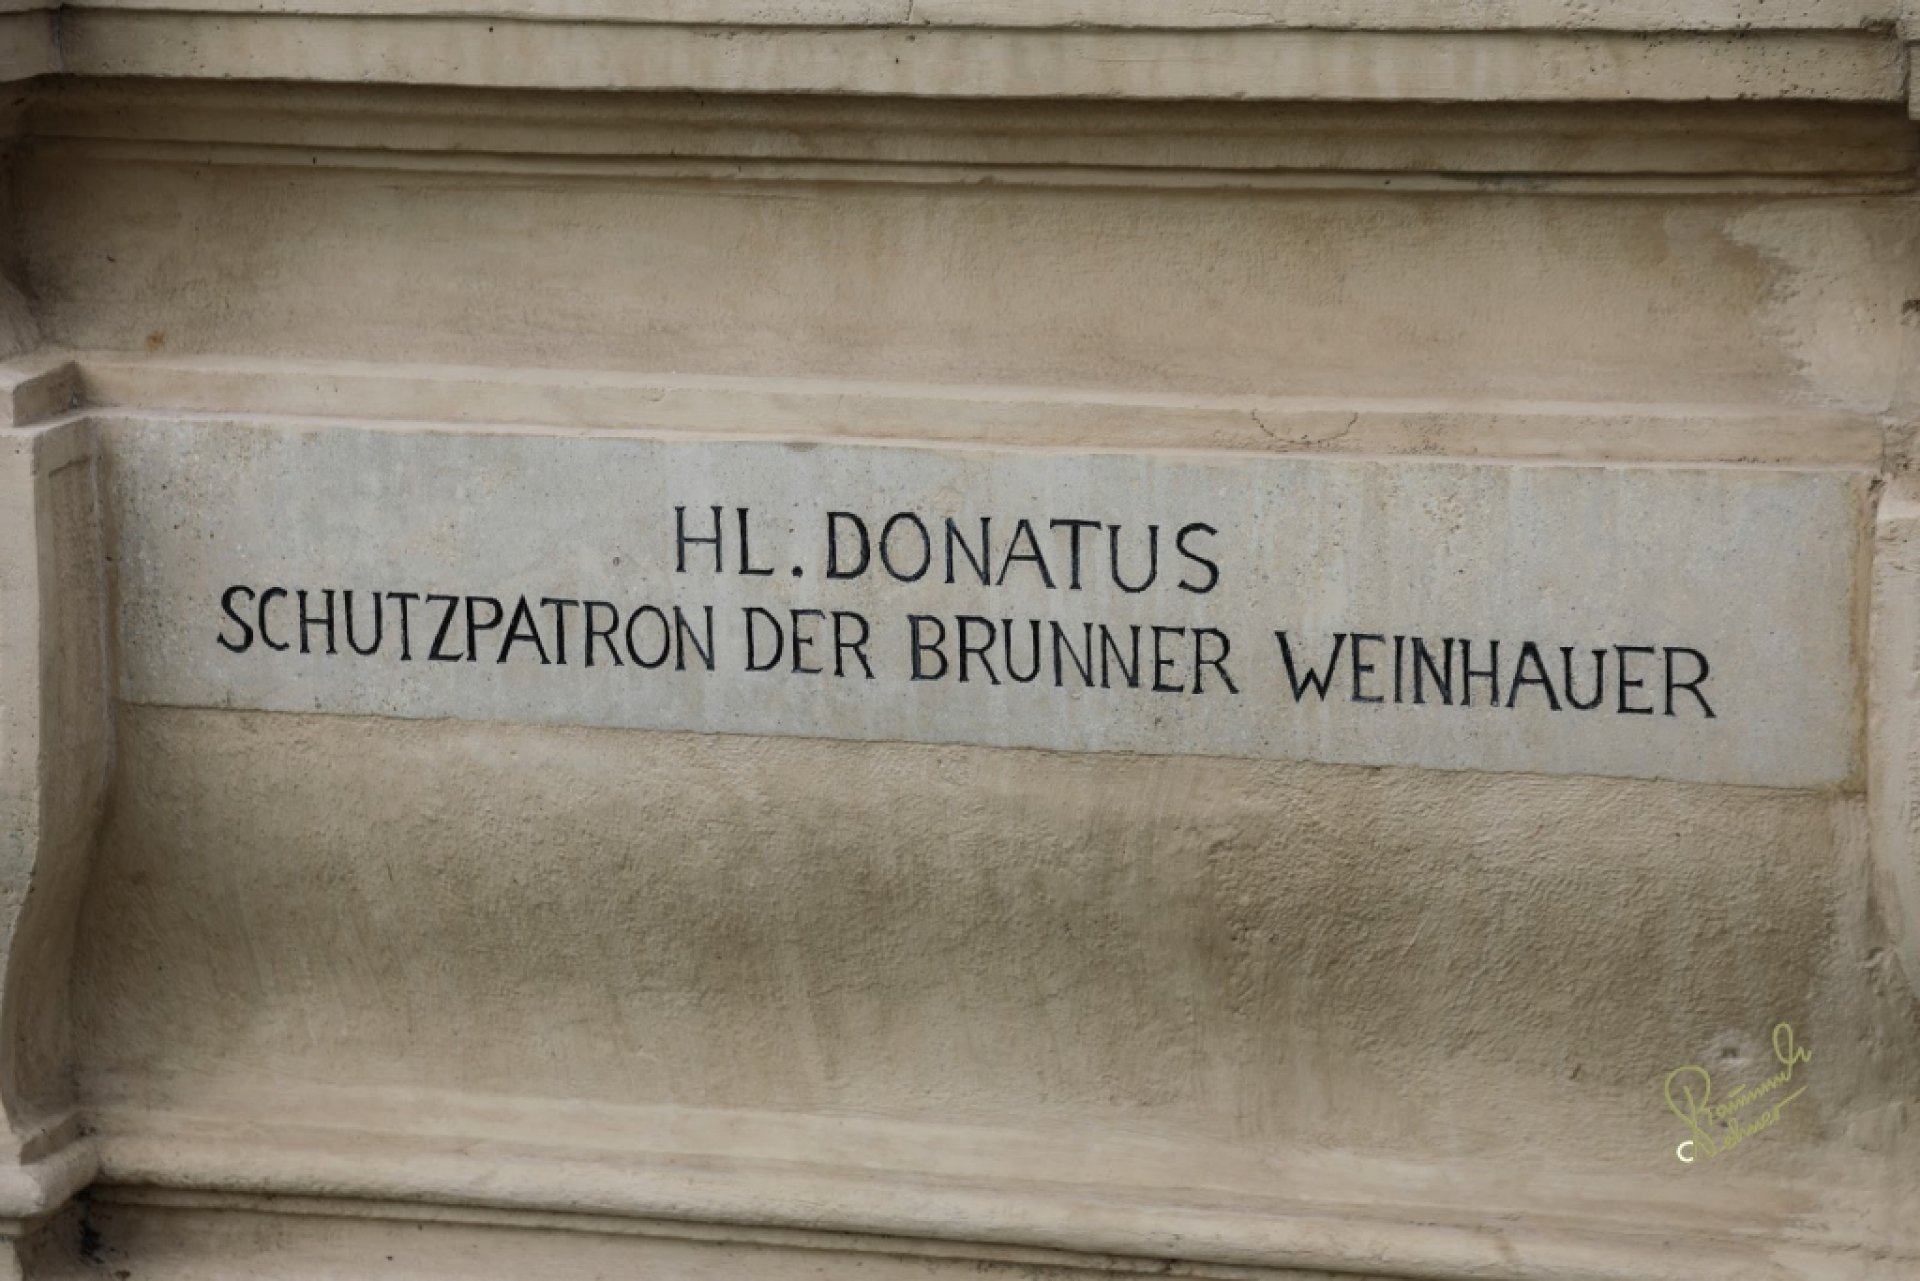 HL. DONATUS
SCHUTZPATRON DER BRUNNER WEINHAUER